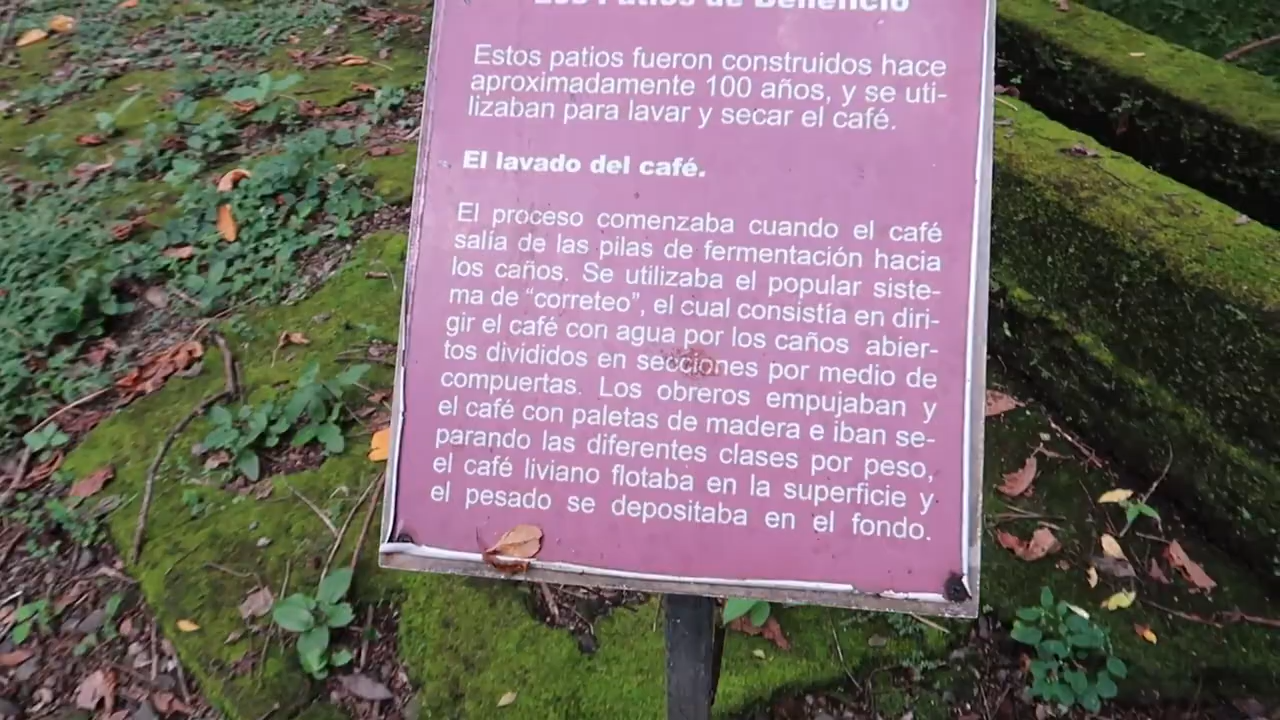 Los Patios de Beneficio
Estos patios fueron construidos hace
aproximadamente 100 años, y se uti-
lizaban para lavar y secar el café.
El lavado del café.
El proceso comenzaba cuando el café
salía de las pilas de fermentación hacia
los caños. Se utilizaba el popular siste-
ma de “correteo”, el cual consistía en diri-
gir el café con agua por los caños abier-
tos divididos en secciones por medio de
compuertas. Los obreros empujaban y
el café con paletas de madera e iban se-
parando las diferentes clases por peso,
el café liviano flotaba en la superficie y
el pesado se depositaba en el fondo.